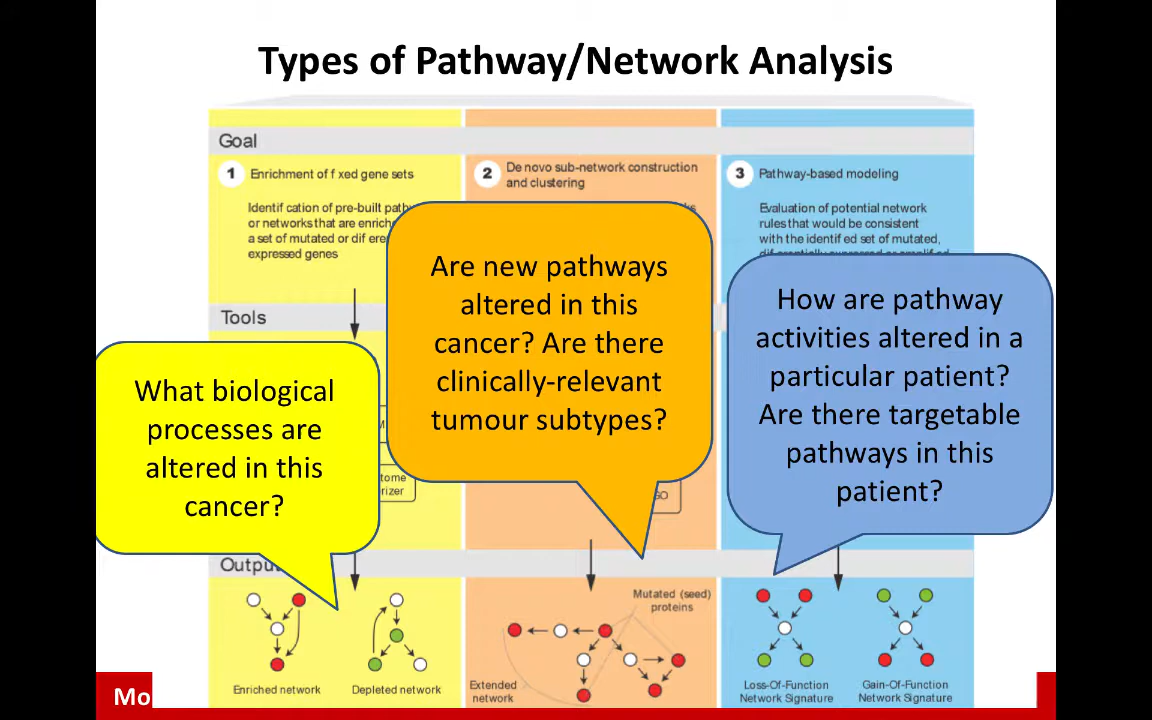 Types of Pathway/Network Analysis
Goal
1 Enrichment of f xed gene sets
Identif cation of pre-built
or networks that are
a set of mutated or dif
expressed genes
2 De novo sub-network construction
and clustering
3 Pathway-based modeling
Evaluation of potential network
rules that would be consistent
with the identif ed set of mutated,
Tools
What biological
processes are
altered in this
cancer?
Are new pathways
altered in this
cancer? Are there
clinically-relevant
tumour subtypes?
How are pathway
activities altered in a
particular patient?
Are there targetable
pathways in this
patient?
Output
Enriched network
Depleted network
Mutated (seed)
proteins
Extended
network
Loss-Of-Function
Network Signature
Gain-Of-Function
Network Signature
Mo